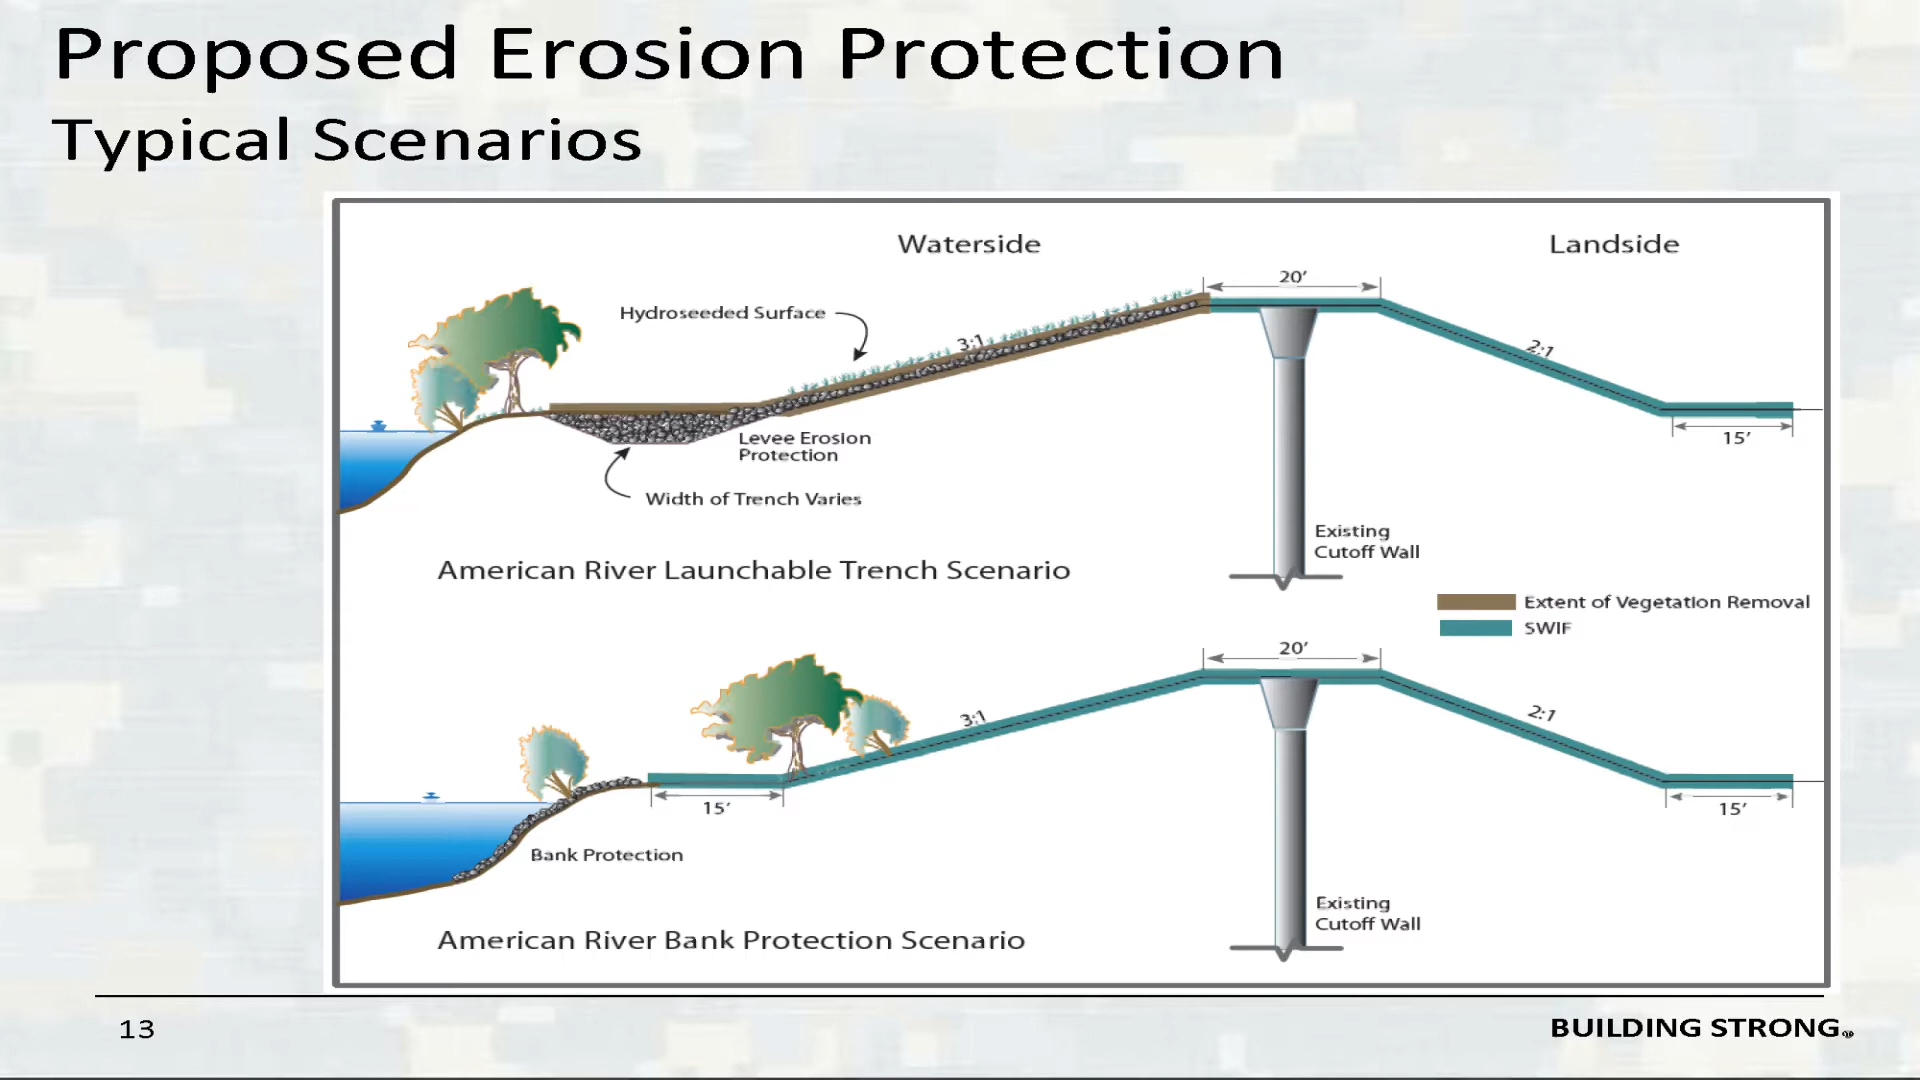 Proposed Erosion Protection
Typical Scenarios
Waterside
Landside
20’
Hydroseeded Surface
3:1
2:1
Levee Erosion
Protection
15’
Width of Trench Varies
Existing
Cutoff Wall
American River Launchable Trench Scenario
Extent of Vegetation Removal
SWIF
20’
3:1
2:1
15’
15’
Bank Protection
Existing
Cutoff Wall
American River Bank Protection Scenario
13
BUILDING STRONG®